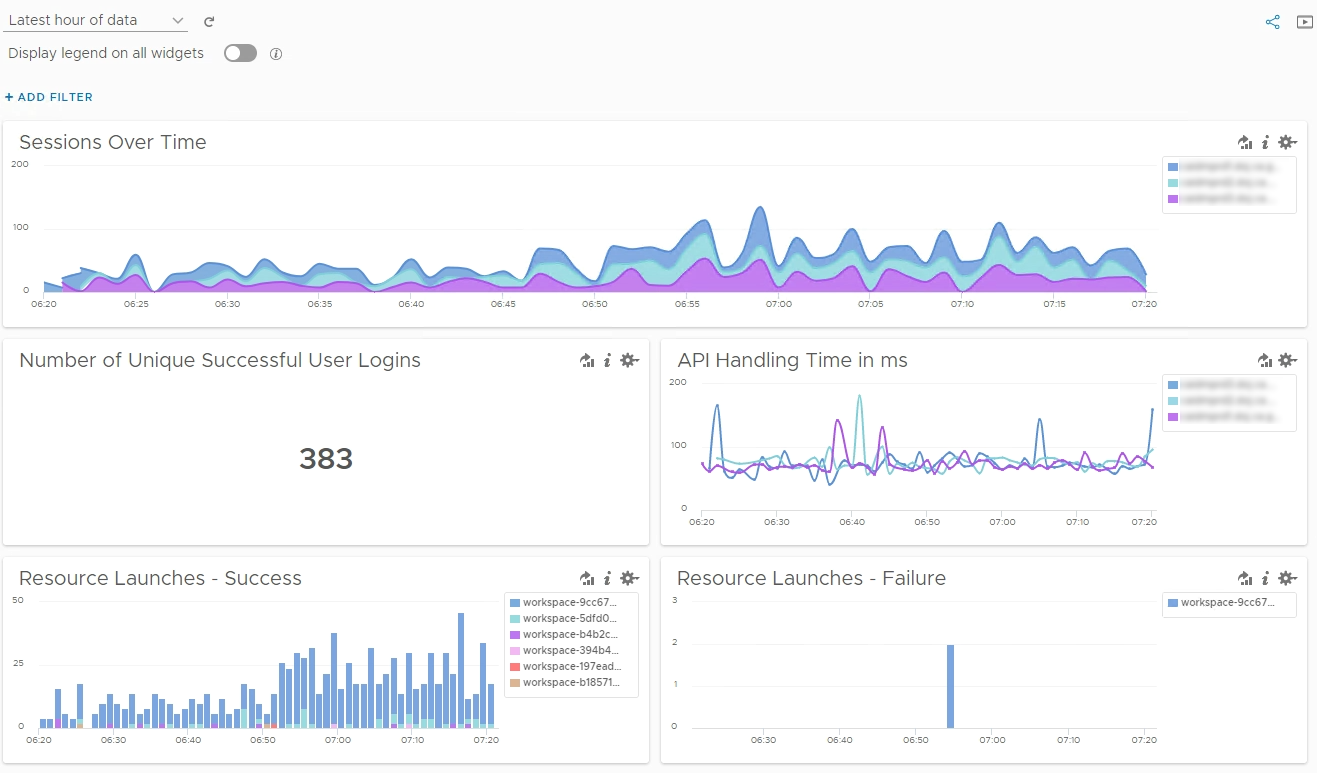 Latest hour of data
Display legend on all widgets
+ ADD FILTER
Sessions Over Time
200
100
0
06:20 06:25 06:30 06:35 06:40 06:45 06:50 06:55 07:00 07:05 07:10 07:15 07:20
Number of Unique Successful User Logins
383
API Handling Time in ms
200
100
0
06:20 06:30 06:40 06:50 07:00 07:10 07:20
Resource Launches - Success
50
25
0
06:20 06:30 06:40 06:50 07:00 07:10 07:20
workspace-9cc67...
workspace-5dfd0...
workspace-b4b2c...
workspace-394b4...
workspace-197ead...
workspace-b18571...
Resource Launches - Failure
3
2
1
0
06:30 06:40 06:50 07:00 07:10 07:20
workspace-9cc67...